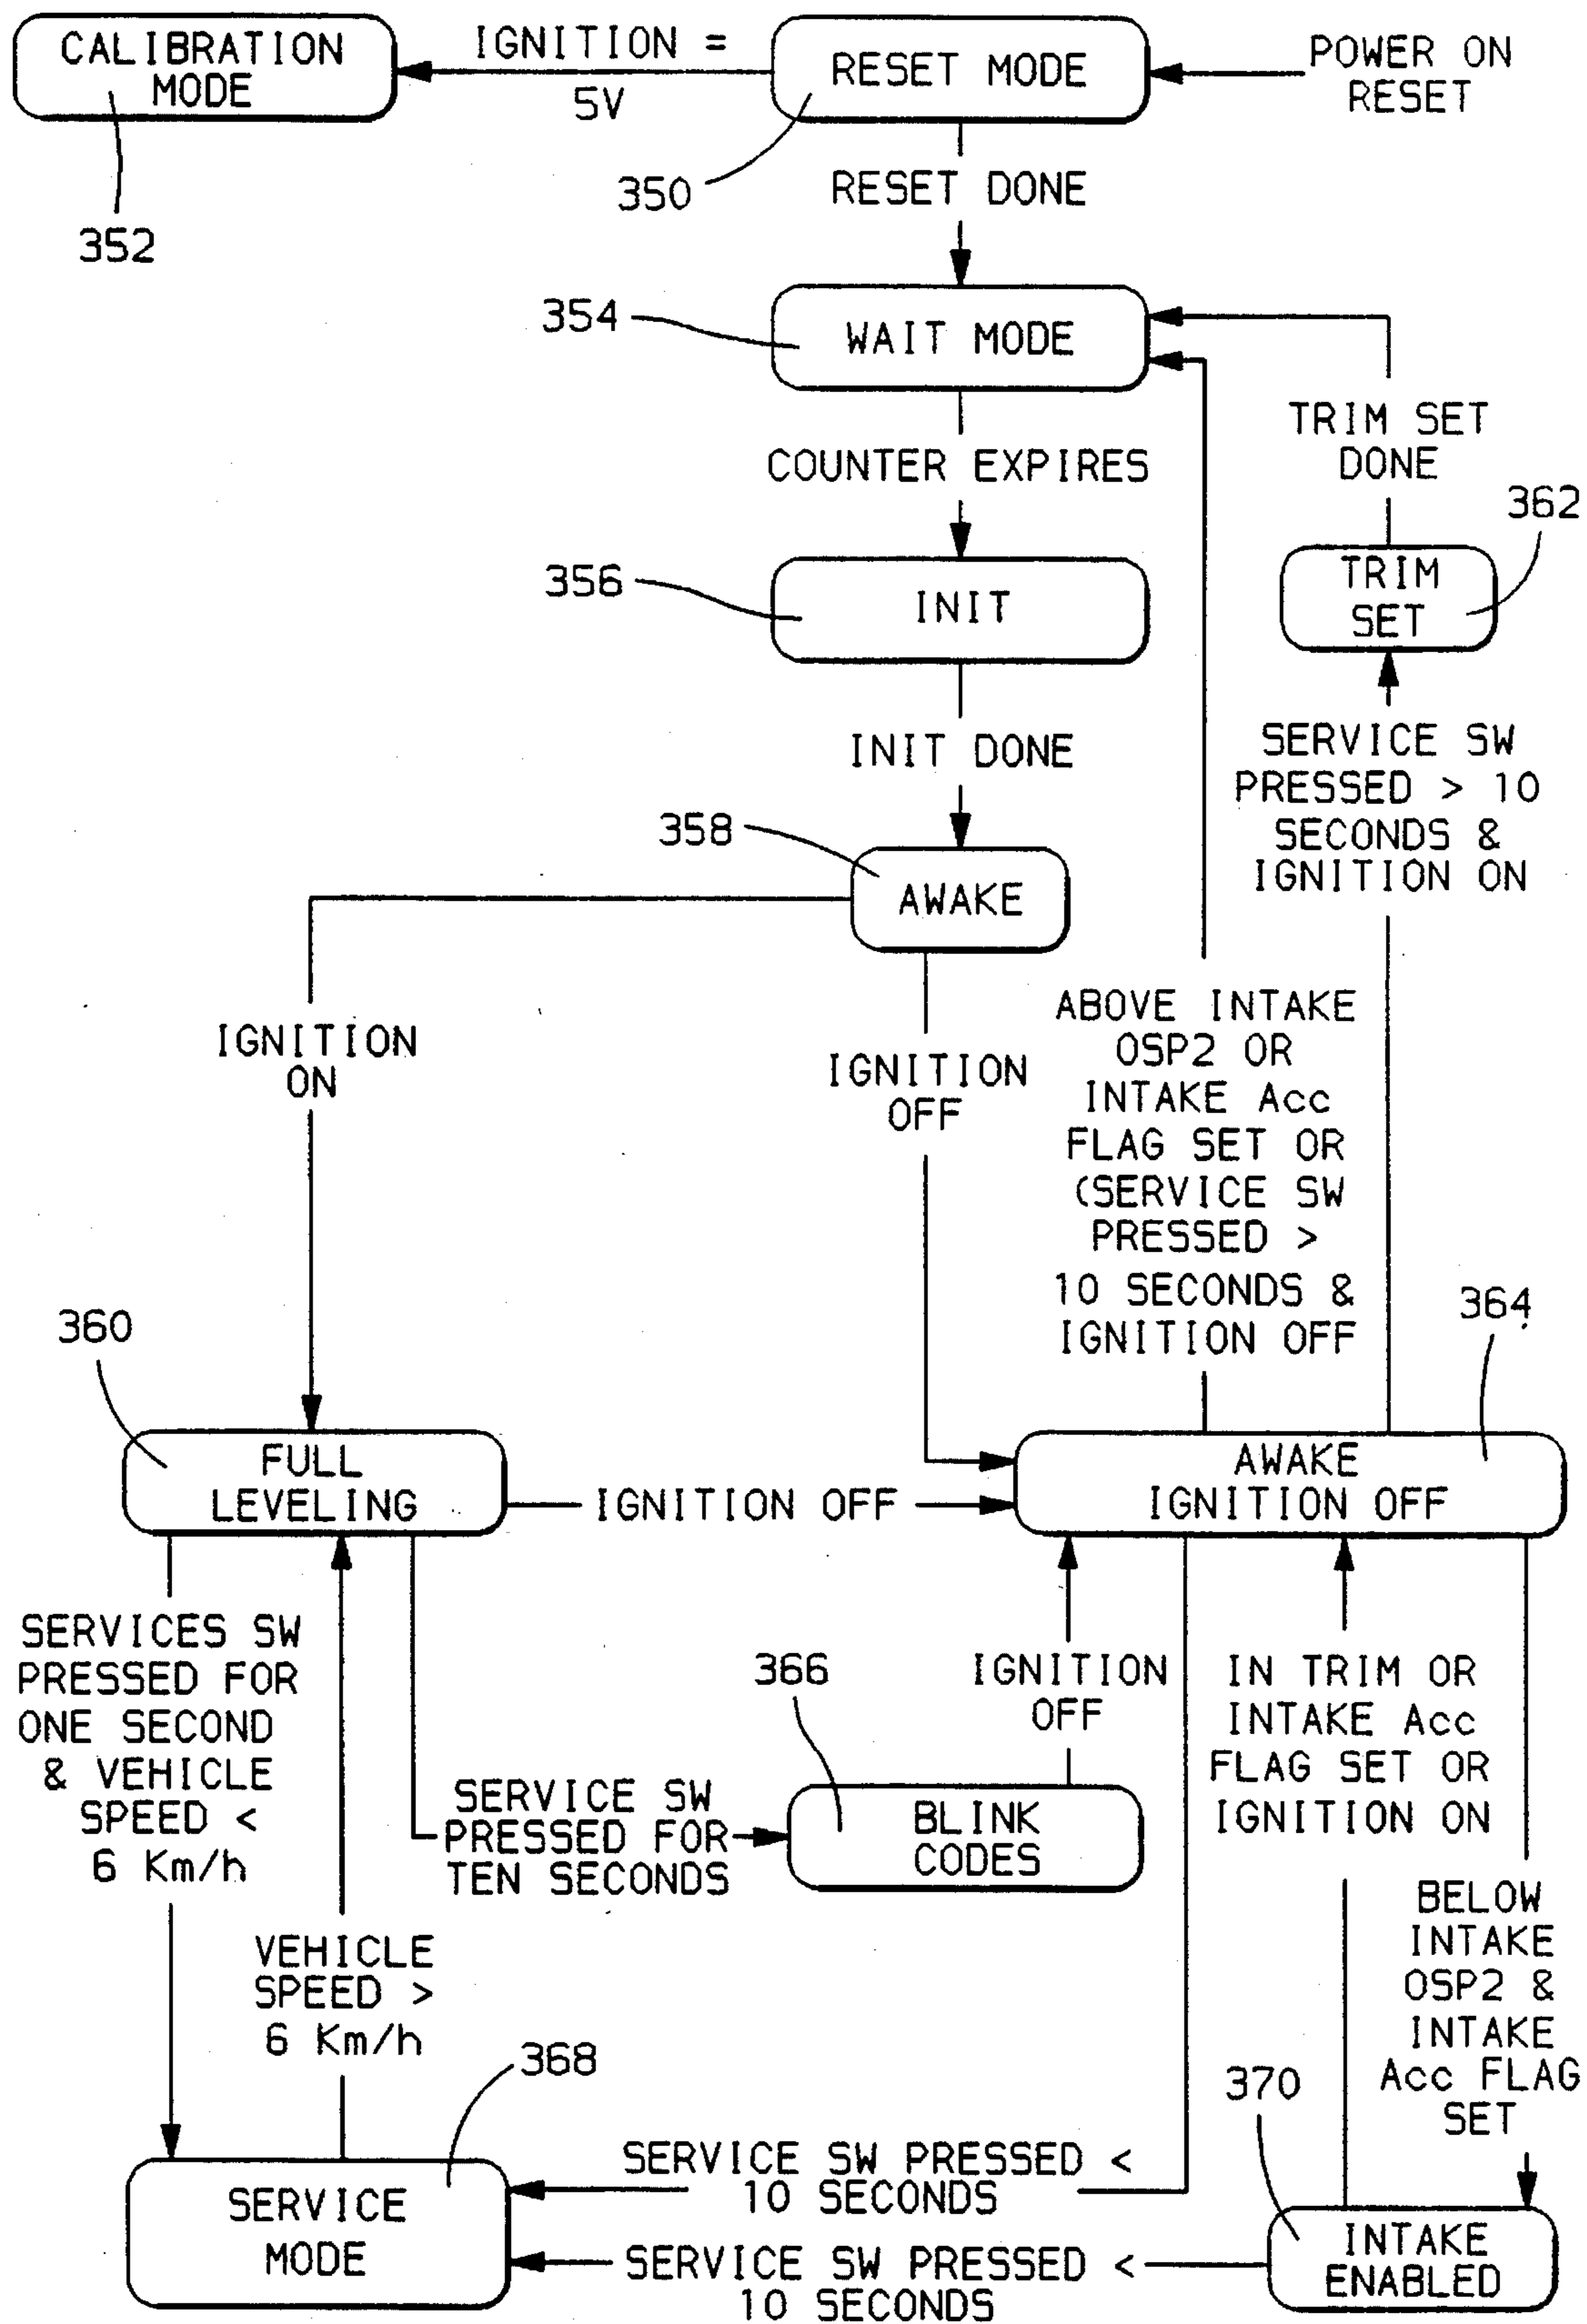 CALIBRATION
MODE
IGNITION =
5V
RESET MODE
POWER ON
RESET
350
352
RESET DONE
354
WAIT MODE
TRIM SET
DONE
COUNTER EXPIRES
362
356
INIT
TRIM
SET
INIT DONE
SERVICE SW
PRESSED > 10
SECONDS &
IGNITION ON
358
AWAKE
IGNITION
ON
IGNITION
OFF
ABOVE INTAKE
OSP2 OR
INTAKE Acc
FLAG SET OR
(SERVICE SW
PRESSED >
10 SECONDS &
IGNITION OFF
360
364
FULL
LEVELING
IGNITION OFF
AWAKE
IGNITION OFF
SERVICES SW
PRESSED FOR
ONE SECOND
& VEHICLE
SPEED <
6 Km/h
366
IGNITION
OFF
IN TRIM OR
INTAKE Acc
FLAG SET OR
IGNITION ON
SERVICE SW
PRESSED FOR
TEN SECONDS
BLINK
CODES
BELOW
INTAKE
OSP2 &
INTAKE
Acc FLAG
SET
VEHICLE
SPEED >
6 Km/h
368
370
SERVICE
MODE
SERVICE SW PRESSED <
10 SECONDS
SERVICE SW PRESSED <
10 SECONDS
INTAKE
ENABLED